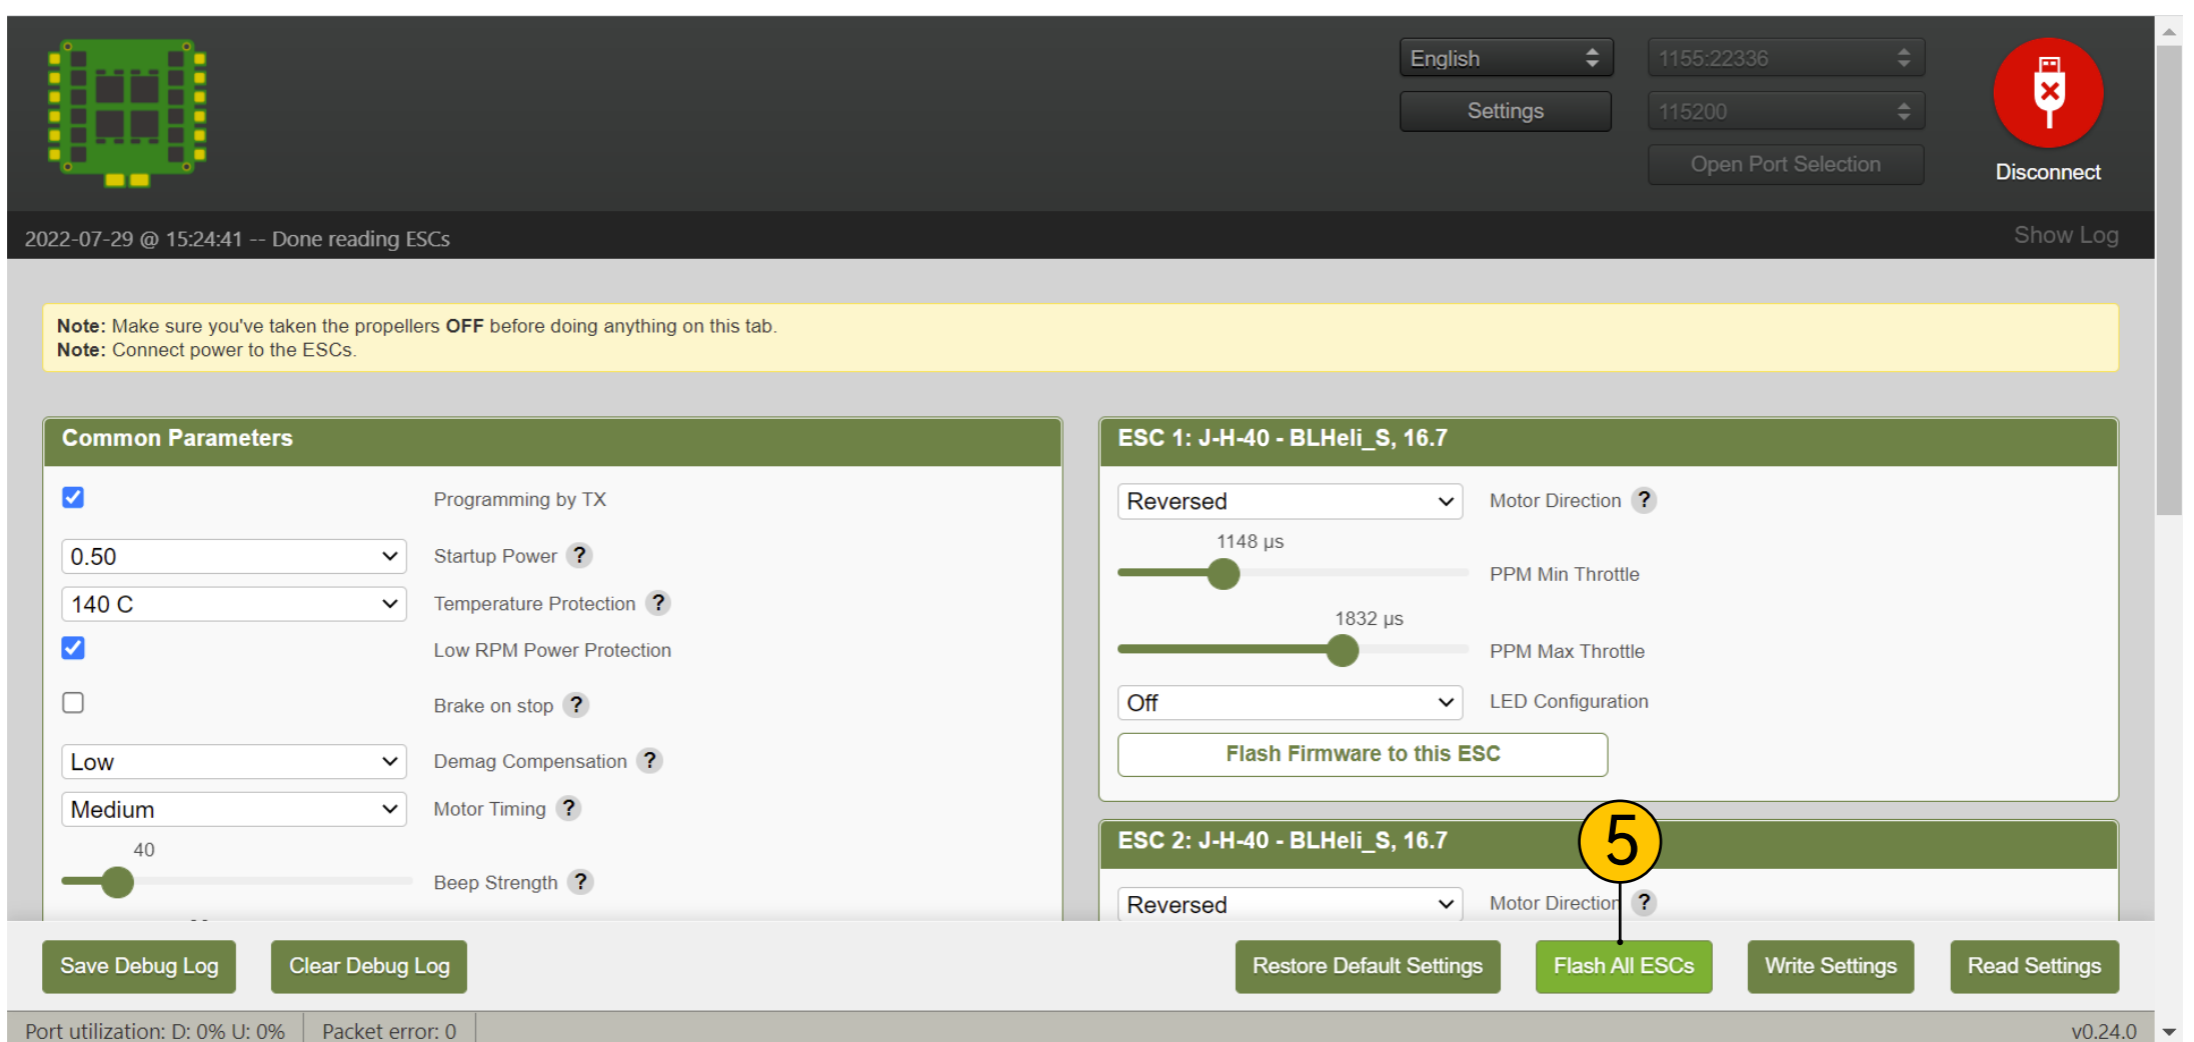 English
1155:22336
Settings
115200
Open Port Selection
Disconnect
2022-07-29 @ 15:24:41 -- Done reading ESCs
Show Log
Note: Make sure you've taken the propellers OFF before doing anything on this tab.
Note: Connect power to the ESCs.
Common Parameters
Programming by TX
0.50
Startup Power ?
140 C
Temperature Protection ?
Low RPM Power Protection
Brake on stop ?
Low
Demag Compensation ?
Medium
Motor Timing ?
40
Beep Strength ?
ESC 1: J-H-40 - BLHeli_S, 16.7
Reversed
Motor Direction ?
1148 µs
PPM Min Throttle
1832 µs
PPM Max Throttle
Off
LED Configuration
Flash Firmware to this ESC
ESC 2: J-H-40 - BLHeli_S, 16.7
5
Reversed
Motor Direction ?
Save Debug Log
Clear Debug Log
Restore Default Settings
Flash All ESCs
Write Settings
Read Settings
Port utilization: D: 0% U: 0%
Packet error: 0
v0.24.0